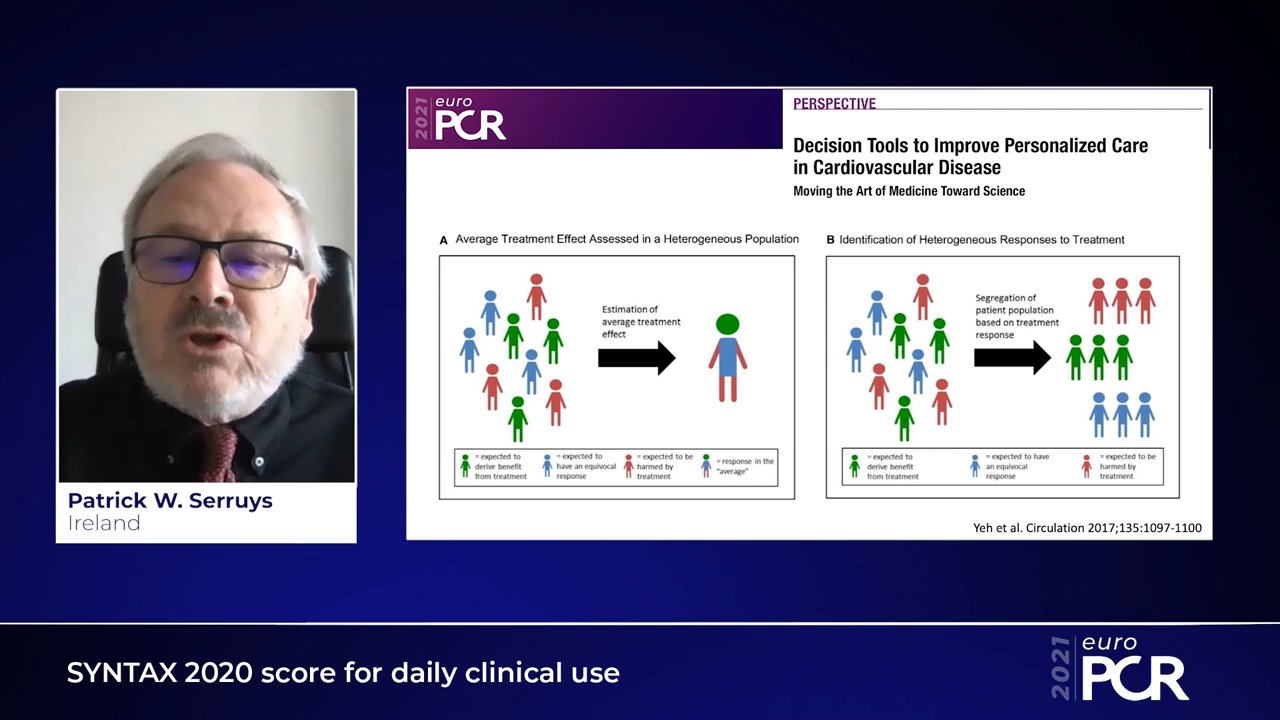 Patrick W. Serruys
Ireland
2021 euro
PCR
PERSPECTIVE
Decision Tools to Improve Personalized Care
in Cardiovascular Disease
Moving the Art of Medicine Toward Science
A Average Treatment Effect Assessed in a Heterogeneous Population
Estimation of
average treatment
effect
= expected to
derive benefit
from treatment
= expected to
have an equivocal
response
= expected to be
harmed by
treatment
= response in the
"average"
B Identification of Heterogeneous Responses to Treatment
Segregation of
patient population
based on treatment
response
= expected to
derive benefit
from treatment
= expected to have
an equivocal
response
= expected to be
harmed by
treatment
Yeh et al. Circulation 2017;135:1097-1100
SYNTAX 2020 score for daily clinical use
2021 euro
PCR